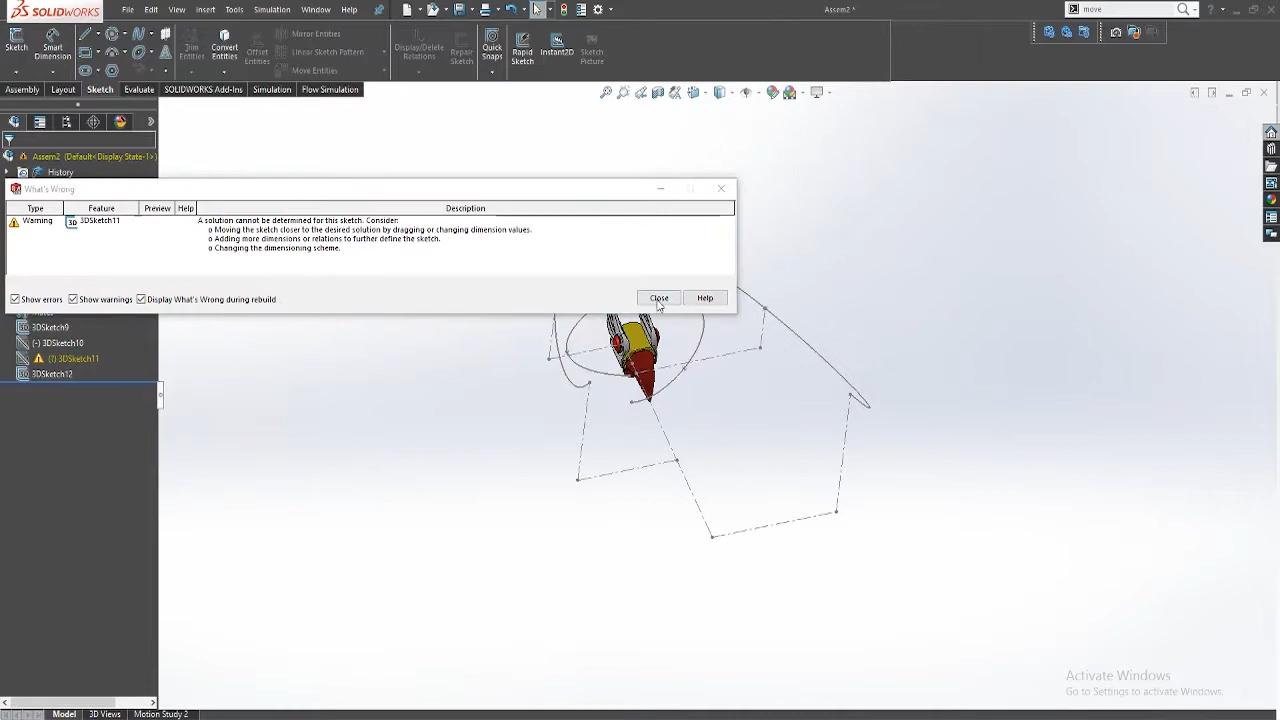 SOLIDWORKS
File Edit View Insert Tools Simulation Window Help
Assem2 *
move
Sketch
Smart Dimension
Trim Entities
Convert Entities
Offset Entities
Mirror Entities
Linear Sketch Pattern
Move Entities
Display/Delete Relations
Repair Sketch
Quick Snaps
Rapid Sketch
Instant2D
Sketch Picture
Assembly Layout Sketch Evaluate SOLIDWORKS Add-Ins Simulation Flow Simulation
Assem2 (Default<Display State-1>)
History
What's Wrong
Type Feature Preview Help Description
Warning 3DSketch11 A solution cannot be determined for this sketch. Consider:
o Moving the sketch closer to the desired solution by dragging or changing dimension values.
o Adding more dimensions or relations to further define the sketch.
o Changing the dimensioning scheme.
Show errors Show warnings Display What's Wrong during rebuild Close Help
3DSketch9
(-) 3DSketch10
(?) 3DSketch11
3DSketch12
Activate Windows
Go to Settings to activate Windows.
Model 3D Views Motion Study 2